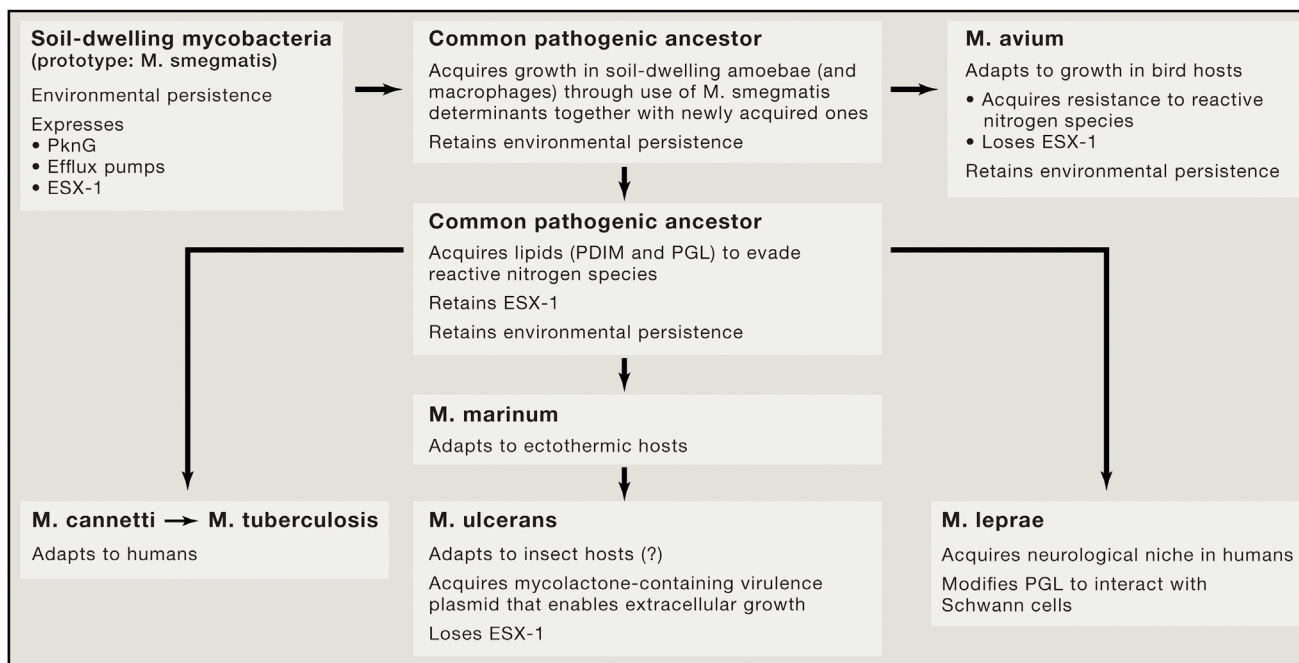 Soil-dwelling mycobacteria
(prototype: M. smegmatis)
Environmental persistence
Expresses
• PknG
• Efflux pumps
• ESX-1
Common pathogenic ancestor
Acquires growth in soil-dwelling amoebae (and
macrophages) through use of M. smegmatis
determinants together with newly acquired ones
Retains environmental persistence
M. avium
Adapts to growth in bird hosts
• Acquires resistance to reactive
nitrogen species
• Loses ESX-1
Retains environmental persistence
Common pathogenic ancestor
Acquires lipids (PDIM and PGL) to evade
reactive nitrogen species
Retains ESX-1
Retains environmental persistence
M. marinum
Adapts to ectothermic hosts
M. cannetti → M. tuberculosis
Adapts to humans
M. ulcerans
Adapts to insect hosts (?)
Acquires mycolactone-containing virulence
plasmid that enables extracellular growth
Loses ESX-1
M. leprae
Acquires neurological niche in humans
Modifies PGL to interact with
Schwann cells